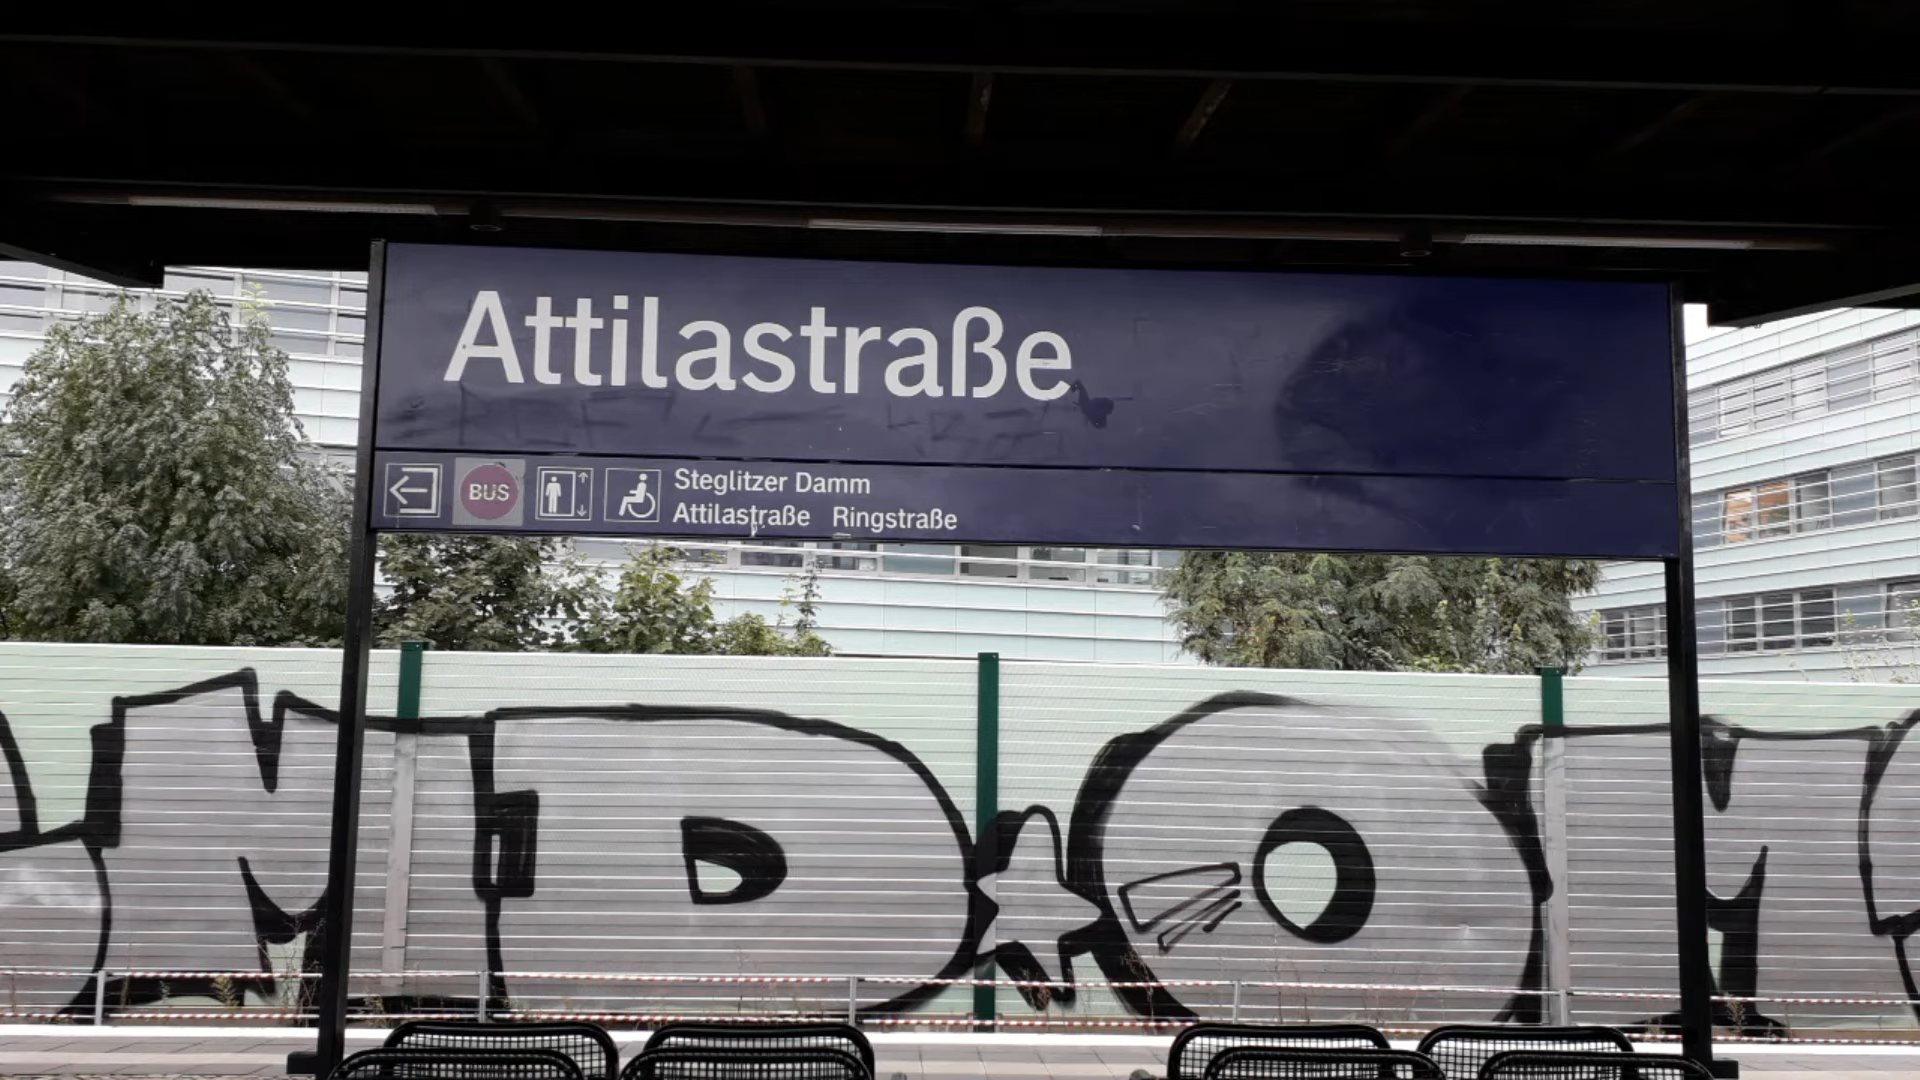 Attilastraße
BUS
Steglitzer Damm
Attilastraße Ringstraße